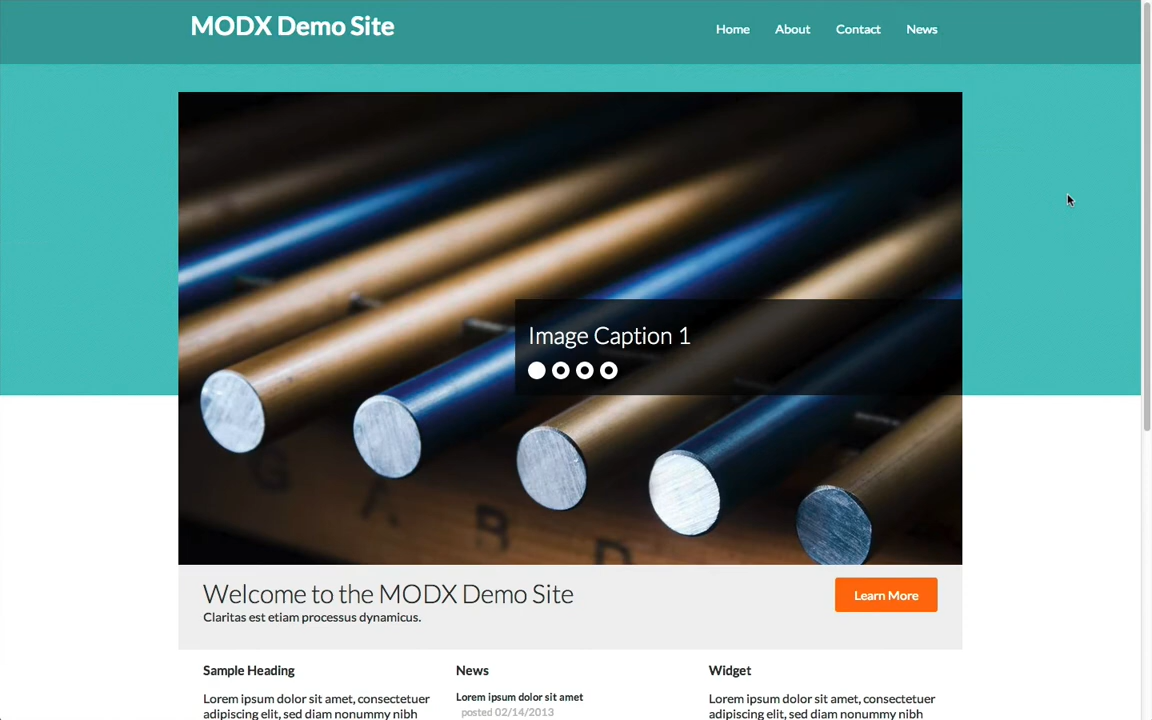 MODX Demo Site
Home About Contact News
Image Caption 1
G A B D
Welcome to the MODX Demo Site
Claritas est etiam processus dynamicus.
Learn More
Sample Heading
Lorem ipsum dolor sit amet, consectetuer
adipiscing elit, sed diam nonummy nibh
News
Lorem ipsum dolor sit amet
posted 02/14/2013
Widget
Lorem ipsum dolor sit amet, consectetuer
adipiscing elit, sed diam nonummy nibh